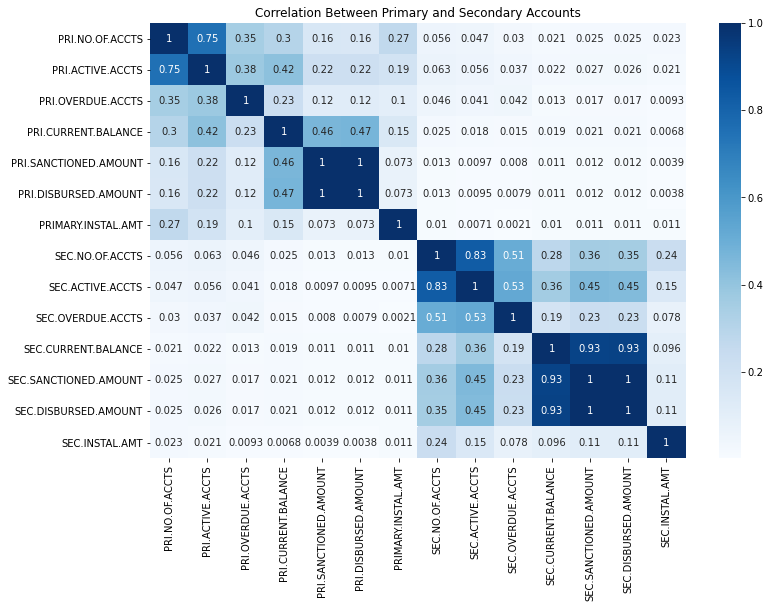 Correlation Between Primary and Secondary Accounts
PRI.NO.OF.ACCTS 1 0.75 0.35 0.3 0.16 0.16 0.27 0.056 0.047 0.03 0.021 0.025 0.025 0.023
PRI.ACTIVE.ACCTS 0.75 1 0.38 0.42 0.22 0.22 0.19 0.063 0.056 0.037 0.022 0.027 0.026 0.021
PRI.OVERDUE.ACCTS 0.35 0.38 1 0.23 0.12 0.12 0.1 0.046 0.041 0.042 0.013 0.017 0.017 0.0093
PRI.CURRENT.BALANCE 0.3 0.42 0.23 1 0.46 0.47 0.15 0.025 0.018 0.015 0.019 0.021 0.021 0.0068
PRI.SANCTIONED.AMOUNT 0.16 0.22 0.12 0.46 1 1 0.073 0.013 0.0097 0.008 0.011 0.012 0.012 0.0039
PRI.DISBURSED.AMOUNT 0.16 0.22 0.12 0.47 1 1 0.073 0.013 0.0095 0.0079 0.011 0.012 0.012 0.0038
PRIMARY.INSTAL.AMT 0.27 0.19 0.1 0.15 0.073 0.073 1 0.01 0.0071 0.0021 0.01 0.011 0.011 0.011
SEC.NO.OF.ACCTS 0.056 0.063 0.046 0.025 0.013 0.013 0.01 1 0.83 0.51 0.28 0.36 0.35 0.24
SEC.ACTIVE.ACCTS 0.047 0.056 0.041 0.018 0.0097 0.0095 0.0071 0.83 1 0.53 0.36 0.45 0.45 0.15
SEC.OVERDUE.ACCTS 0.03 0.037 0.042 0.015 0.008 0.0079 0.0021 0.51 0.53 1 0.19 0.23 0.23 0.078
SEC.CURRENT.BALANCE 0.021 0.022 0.013 0.019 0.011 0.011 0.01 0.28 0.36 0.19 1 0.93 0.93 0.096
SEC.SANCTIONED.AMOUNT 0.025 0.027 0.017 0.021 0.012 0.012 0.011 0.36 0.45 0.23 0.93 1 1 0.11
SEC.DISBURSED.AMOUNT 0.025 0.026 0.017 0.021 0.012 0.012 0.011 0.35 0.45 0.23 0.93 1 1 0.11
SEC.INSTAL.AMT 0.023 0.021 0.0093 0.0068 0.0039 0.0038 0.011 0.24 0.15 0.078 0.096 0.11 0.11 1
PRI.NO.OF.ACCTS
PRI.ACTIVE.ACCTS
PRI.OVERDUE.ACCTS
PRI.CURRENT.BALANCE
PRI.SANCTIONED.AMOUNT
PRI.DISBURSED.AMOUNT
PRIMARY.INSTAL.AMT
SEC.NO.OF.ACCTS
SEC.ACTIVE.ACCTS
SEC.OVERDUE.ACCTS
SEC.CURRENT.BALANCE
SEC.SANCTIONED.AMOUNT
SEC.DISBURSED.AMOUNT
SEC.INSTAL.AMT
1.0
0.8
0.6
0.4
0.2